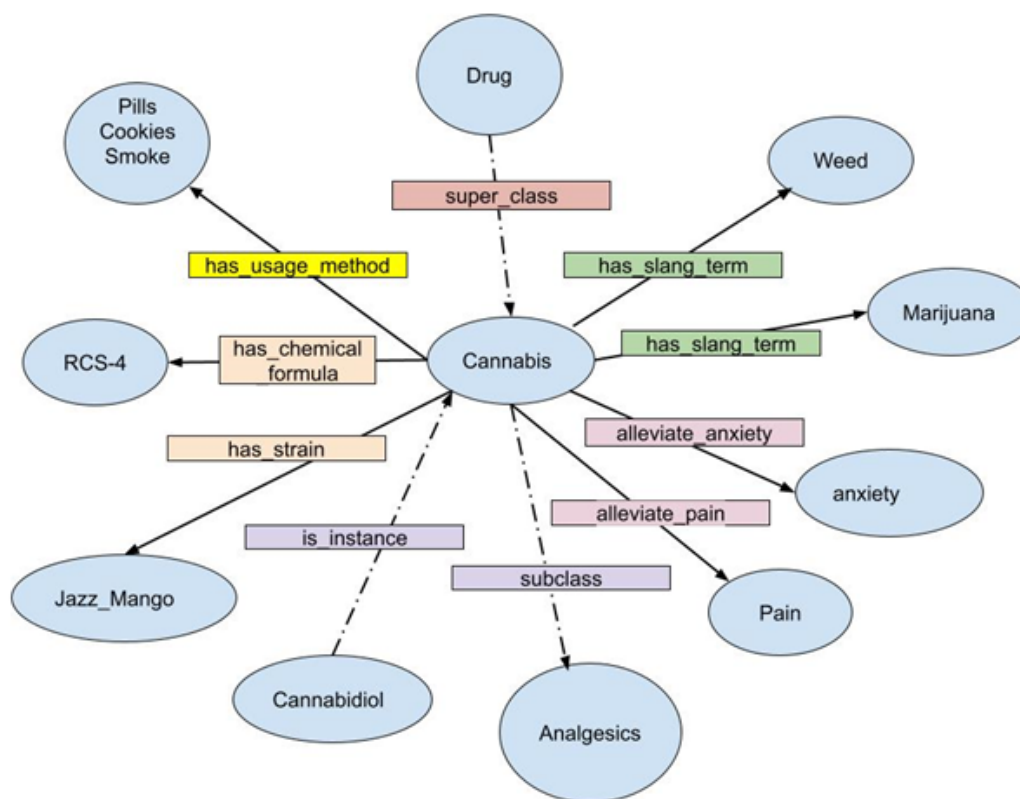 Drug
Pills
Cookies
Smoke
Weed
super_class
has_usage_method
has_slang_term
Marijuana
has_slang_term
has_chemical
_formula
RCS-4
Cannabis
has_strain
alleviate_anxiety
anxiety
alleviate_pain
is_instance
subclass
Jazz_Mango
Pain
Cannabidiol
Analgesics